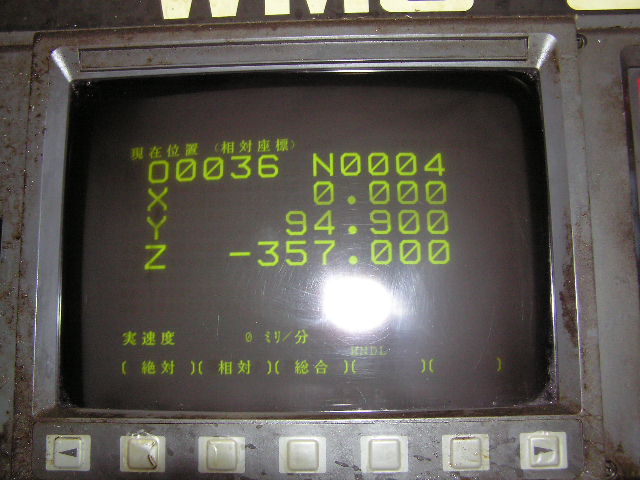 現在位置 (相対座標)
O0036 N0004
X 0.000
Y 94.900
Z -357.000
実速度 0 ミリ/分
HNDL
( 絶対 )( 相対 )( 総合 )( )( )